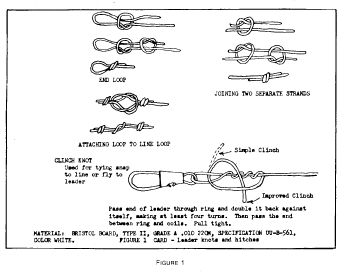 END LOOP
JOINING TWO SEPARATE STRANDS
ATTACHING LOOP TO LINE LOOP
CLINCH KNOT
Used for tying snap
to line or fly to
leader
Simple Clinch
Improved Clinch
Pass end of leader through ring and double it back against
itself, making at least four turns. Then pass the end
between ring and coils. Pull tight.
MATERIAL: BRISTOL BOARD, TYPE II, GRADE A, .010 22ON, SPECIFICATION UU-B-561,
COLOR WHITE. FIGURE 1 CARD - Leader knots and hitches
FIGURE 1